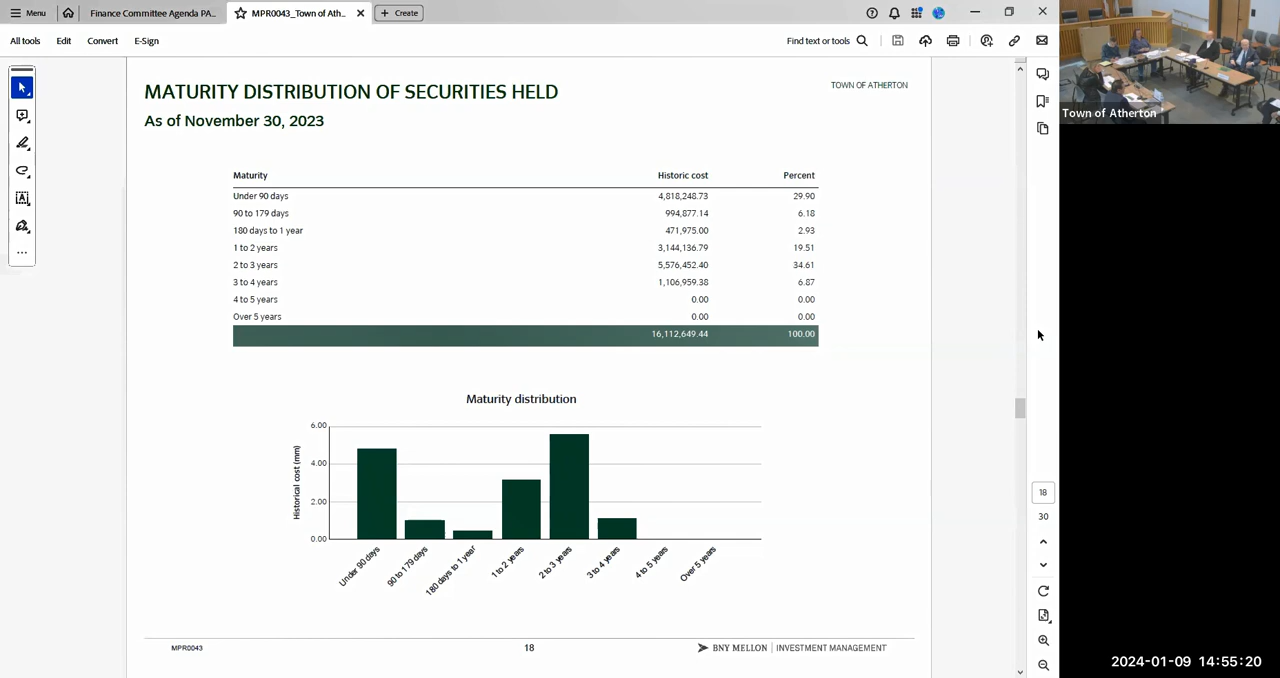 Menu
Finance Committee Agenda PA...
MPR0043_Town of Ath...
Create
All tools
Edit
Convert
E-Sign
Find text or tools
MATURITY DISTRIBUTION OF SECURITIES HELD
TOWN OF ATHERTON
As of November 30, 2023
Maturity Historic cost Percent
Under 90 days 4,818,248.73 29.90
90 to 179 days 994,877.14 6.18
180 days to 1 year 471,975.00 2.93
1 to 2 years 3,144,136.79 19.51
2 to 3 years 5,576,452.40 34.61
3 to 4 years 1,106,959.38 6.87
4 to 5 years 0.00 0.00
Over 5 years 0.00 0.00
16,112,649.44 100.00
Maturity distribution
Historical cost (mm)
6.00
4.00
2.00
0.00
Under 90 days
90 to 179 days
180 days to 1 year
1 to 2 years
2 to 3 years
3 to 4 years
4 to 5 years
Over 5 years
MPR0043
18
BNY MELLON | INVESTMENT MANAGEMENT
18
30
Town of Atherton
2024-01-09 14:55:20